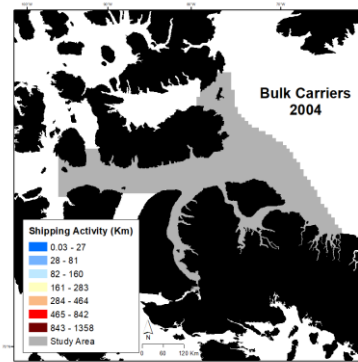 Bulk Carriers
2004
Shipping Activity (Km)
0.03 - 27
28 - 81
82 - 160
161 - 283
284 - 464
465 - 842
843 - 1358
Study Area
N
0
60
120 Km